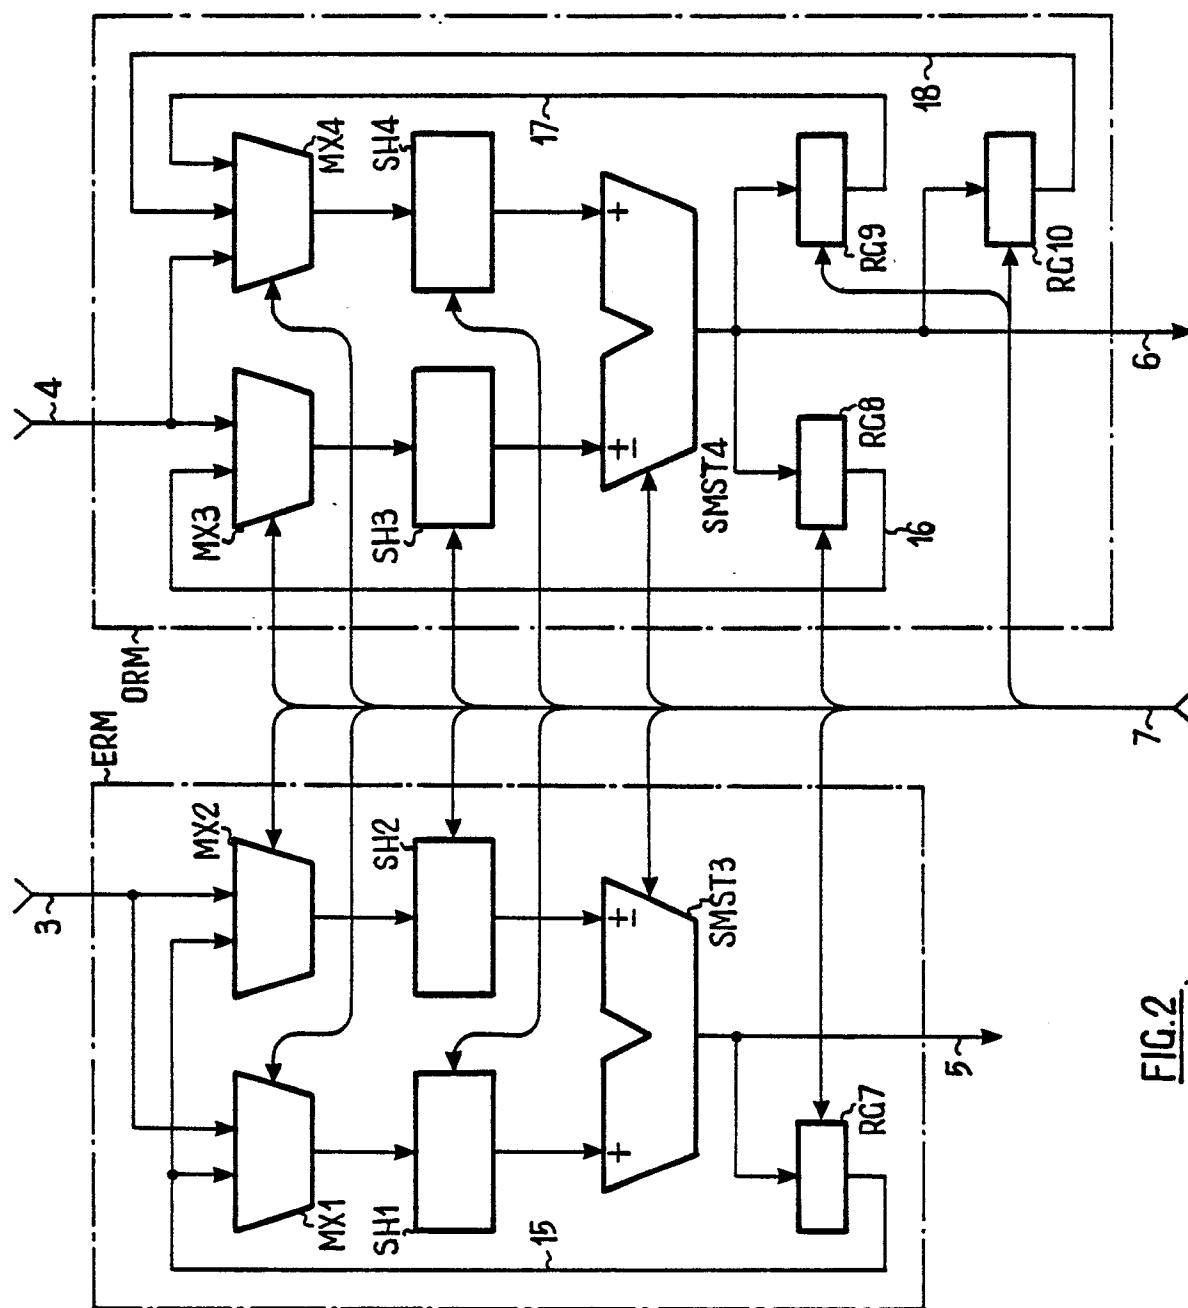 ERM
ORM
3
4
MX1
MX2
MX3
MX4
SH1
SH2
SH3
SH4
+
±
±
+
SMST3
SMST4
RG7
RG8
RG9
RG10
15
16
17
18
5
6
7
FIG.2